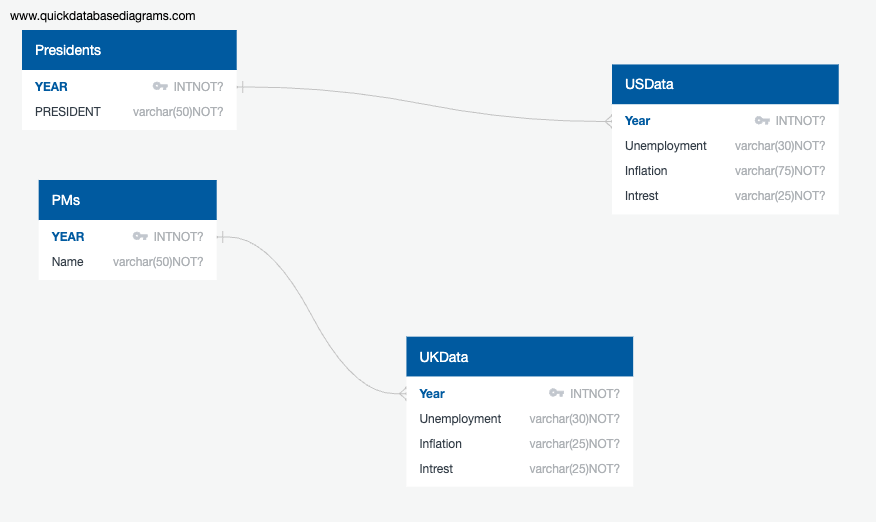 www.quickdatabasediagrams.com
Presidents
YEAR INTNOT?
PRESIDENT varchar(50)NOT?
USData
Year INTNOT?
Unemployment varchar(30)NOT?
Inflation varchar(75)NOT?
Intrest varchar(25)NOT?
PMs
YEAR INTNOT?
Name varchar(50)NOT?
UKData
Year INTNOT?
Unemployment varchar(30)NOT?
Inflation varchar(25)NOT?
Intrest varchar(25)NOT?